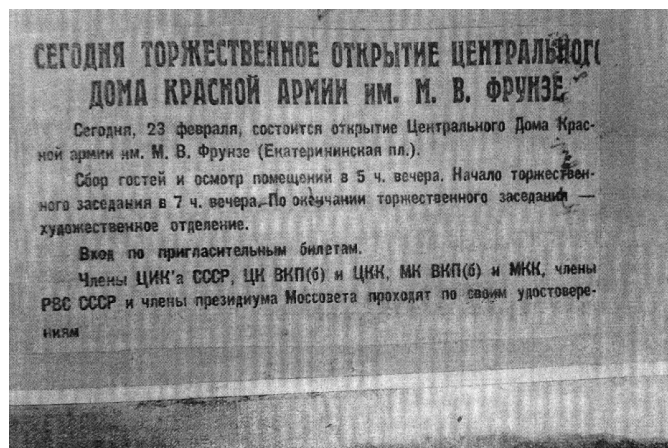 СЕГОДНЯ ТОРЖЕСТВЕННОЕ ОТКРЫТИЕ ЦЕНТРАЛЬНОГО
ДОМА КРАСНОЙ АРМИИ ИМ. М. В. ФРУНЗЕ
Сегодня, 23 февраля, состоится открытие Центрального Дома Крас-
ной армии им. М. В. Фрунзе (Екатерининская пл.).
Сбор гостей и осмотр помещений в 5 ч. вечера. Начало торжествен-
ного заседания в 7 ч. вечера. По окончании торжественного заседания —
художественное отделение.
Вход по пригласительным билетам.
Члены ЦИК'а СССР, ЦК ВКП(б) и ЦКК, МК ВКП(б) и МКК, члены
РВС СССР и члены президиума Моссовета проходят по своим удостовере-
ниям